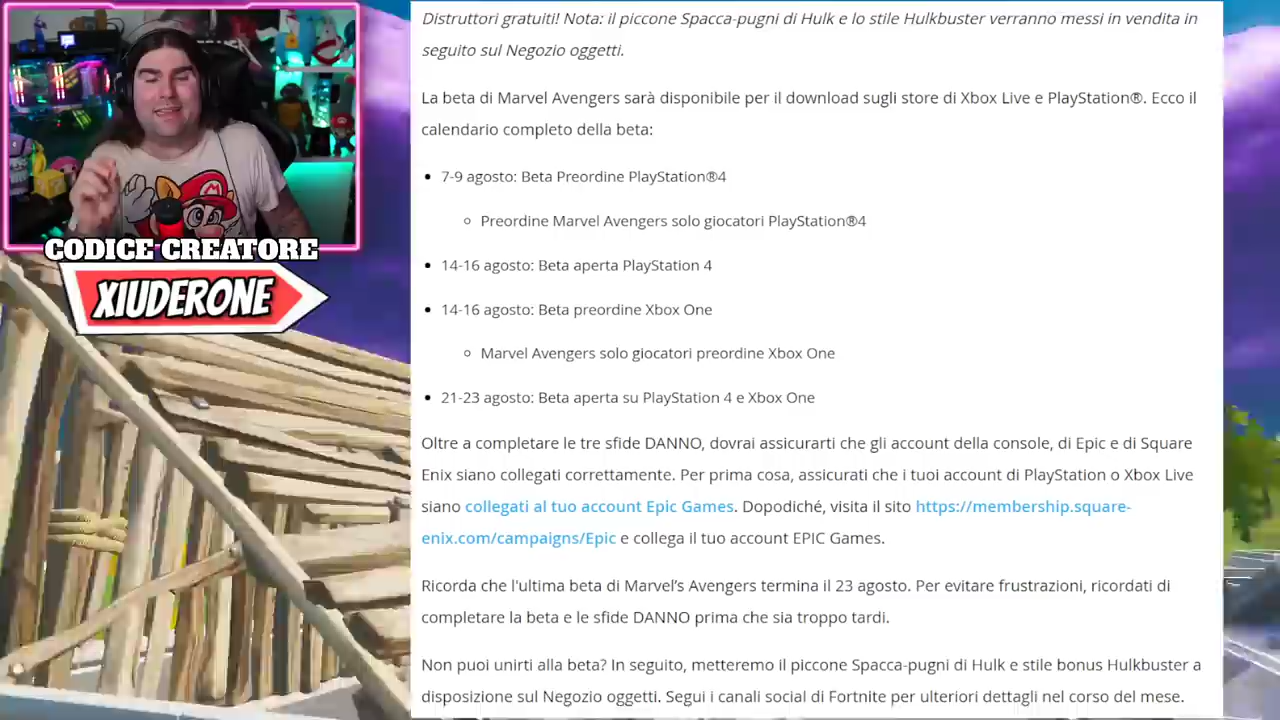 Distruttori gratuiti! Nota: il piccone Spacca-pugni di Hulk e lo stile Hulkbuster verranno messi in vendita in
seguito sul Negozio oggetti.
La beta di Marvel Avengers sarà disponibile per il download sugli store di Xbox Live e PlayStation®. Ecco il
calendario completo della beta:
7-9 agosto: Beta Preordine PlayStation®4
Preordine Marvel Avengers solo giocatori PlayStation®4
14-16 agosto: Beta aperta PlayStation 4
14-16 agosto: Beta preordine Xbox One
Marvel Avengers solo giocatori preordine Xbox One
21-23 agosto: Beta aperta su PlayStation 4 e Xbox One
Oltre a completare le tre sfide DANNO, dovrai assicurarti che gli account della console, di Epic e di Square
Enix siano collegati correttamente. Per prima cosa, assicurati che i tuoi account di PlayStation o Xbox Live
siano collegati al tuo account Epic Games. Dopodiché, visita il sito https://membership.square-
enix.com/campaigns/Epic e collega il tuo account EPIC Games.
Ricorda che l'ultima beta di Marvel’s Avengers termina il 23 agosto. Per evitare frustrazioni, ricordati di
completare la beta e le sfide DANNO prima che sia troppo tardi.
Non puoi unirti alla beta? In seguito, metteremo il piccone Spacca-pugni di Hulk e stile bonus Hulkbuster a
disposizione sul Negozio oggetti. Segui i canali social di Fortnite per ulteriori dettagli nel corso del mese.
CODICE CREATORE
XIUDERONE
M